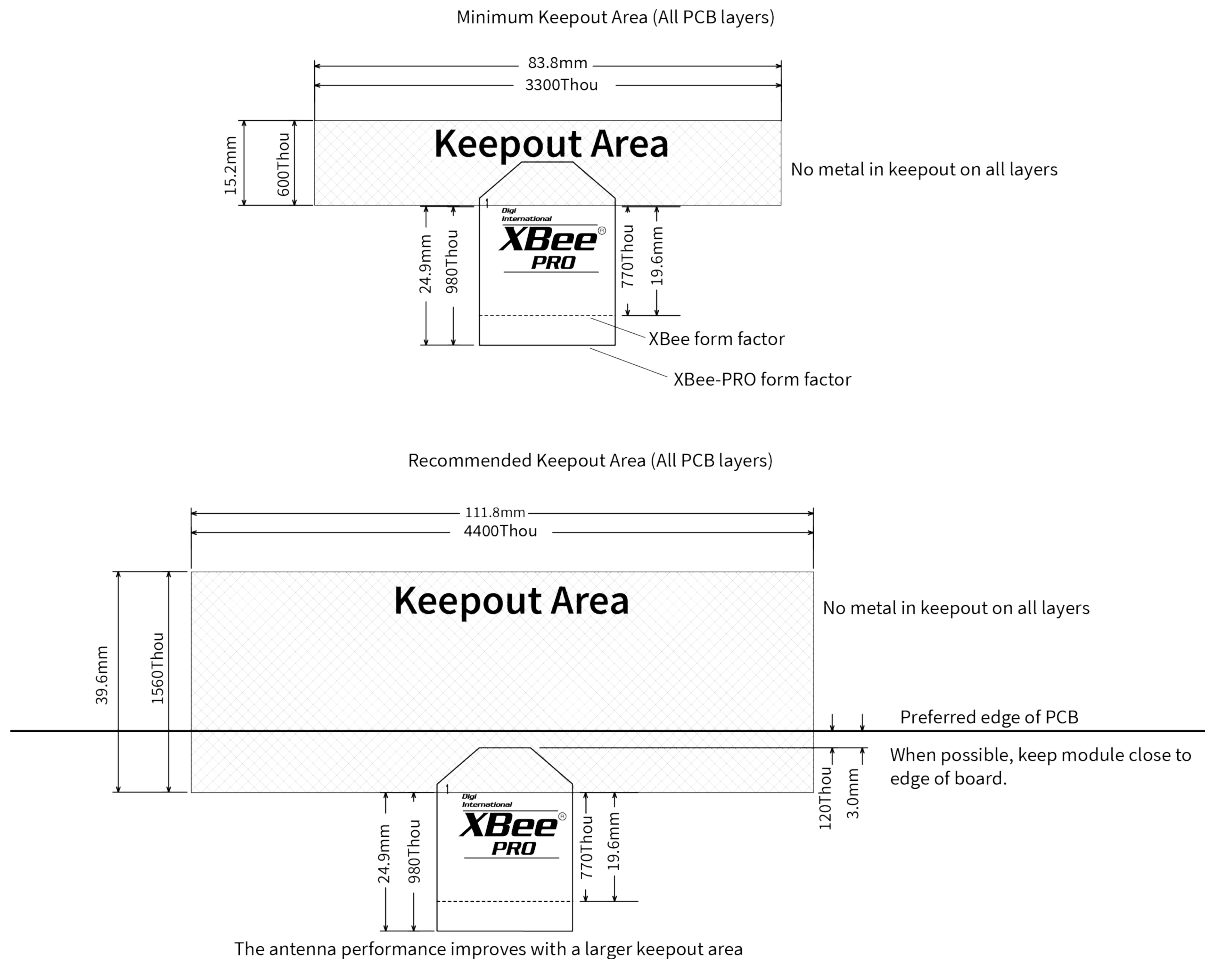 Minimum Keepout Area (All PCB layers)
83.8mm
3300Thou
15.2mm
600Thou
Keepout Area
No metal in keepout on all layers
1
Digi
International
XBee®
PRO
24.9mm
980Thou
770Thou
19.6mm
XBee form factor
XBee-PRO form factor
Recommended Keepout Area (All PCB layers)
111.8mm
4400Thou
39.6mm
1560Thou
Keepout Area
No metal in keepout on all layers
Preferred edge of PCB
When possible, keep module close to
edge of board.
120Thou
3.0mm
1
Digi
International
XBee®
PRO
24.9mm
980Thou
770Thou
19.6mm
The antenna performance improves with a larger keepout area